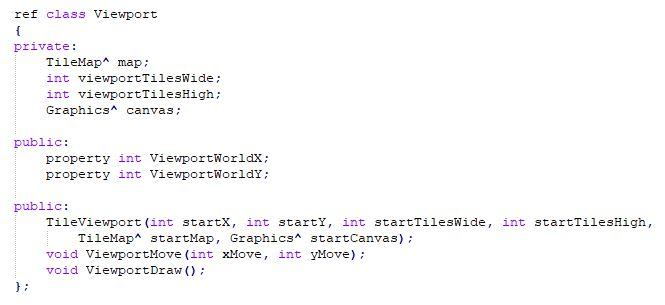 ref class Viewport
{
private:
    TileMap^ map;
    int viewportTilesWide;
    int viewportTilesHigh;
    Graphics^ canvas;

public:
    property int ViewportWorldX;
    property int ViewportWorldY;

public:
    TileViewport(int startX, int startY, int startTilesWide, int startTilesHigh,
        TileMap^ startMap, Graphics^ startCanvas);
    void ViewportMove(int xMove, int yMove);
    void ViewportDraw();
};